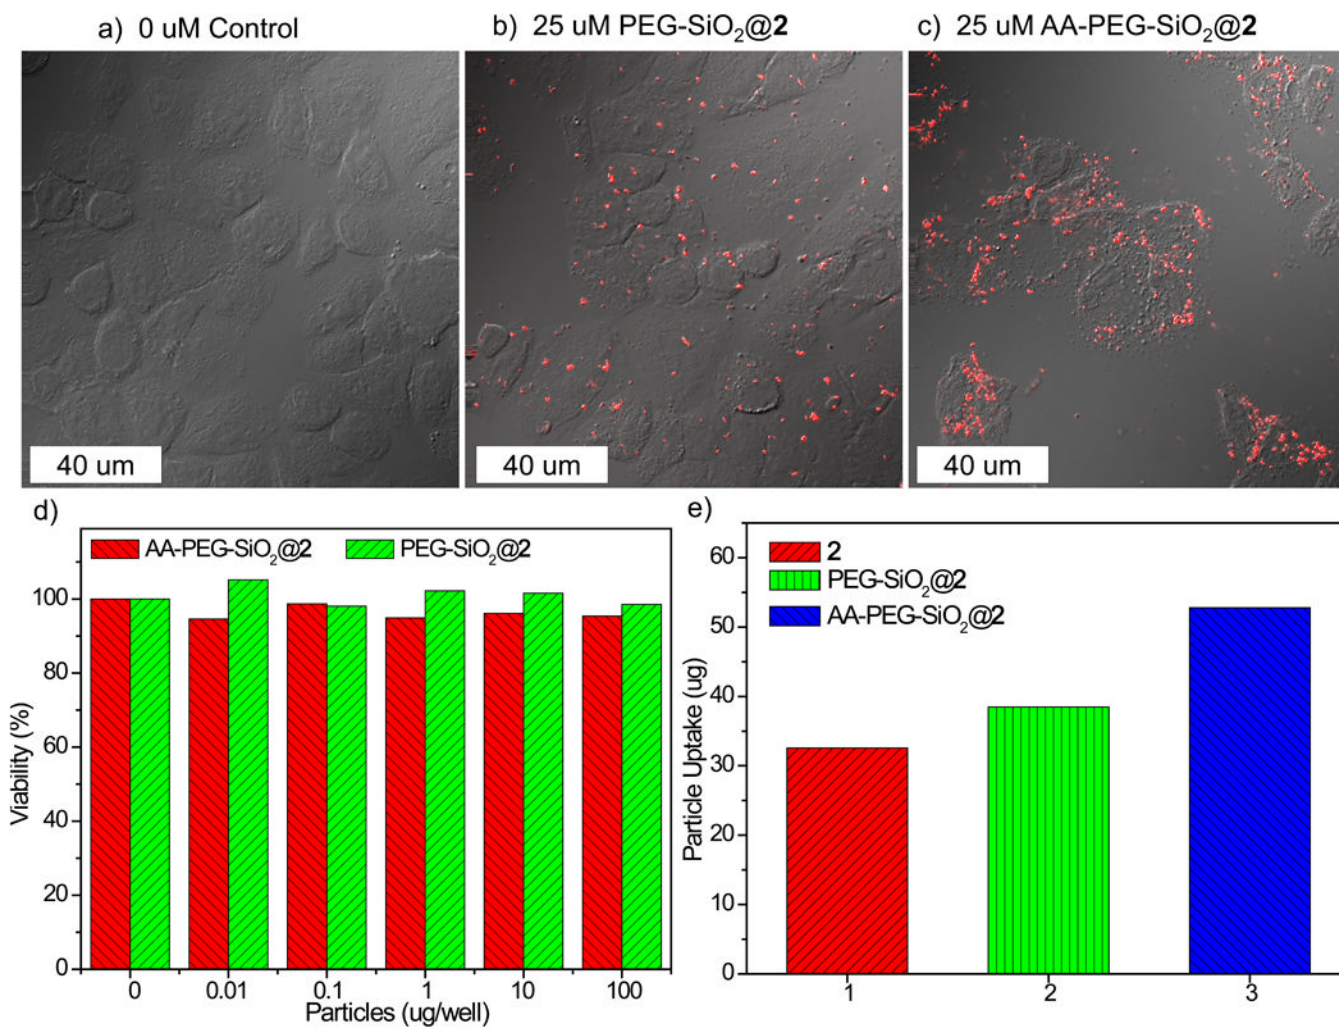 a) 0 uM Control
b) 25 uM PEG-SiO₂@2
c) 25 uM AA-PEG-SiO₂@2
40 um
40 um
40 um
d)
AA-PEG-SiO₂@2
PEG-SiO₂@2
Viability (%)
100
80
60
40
20
0
0
0.01
0.1
1
10
100
Particles (ug/well)
e)
2
PEG-SiO₂@2
AA-PEG-SiO₂@2
Particle Uptake (ug)
60
50
40
30
20
10
0
1
2
3